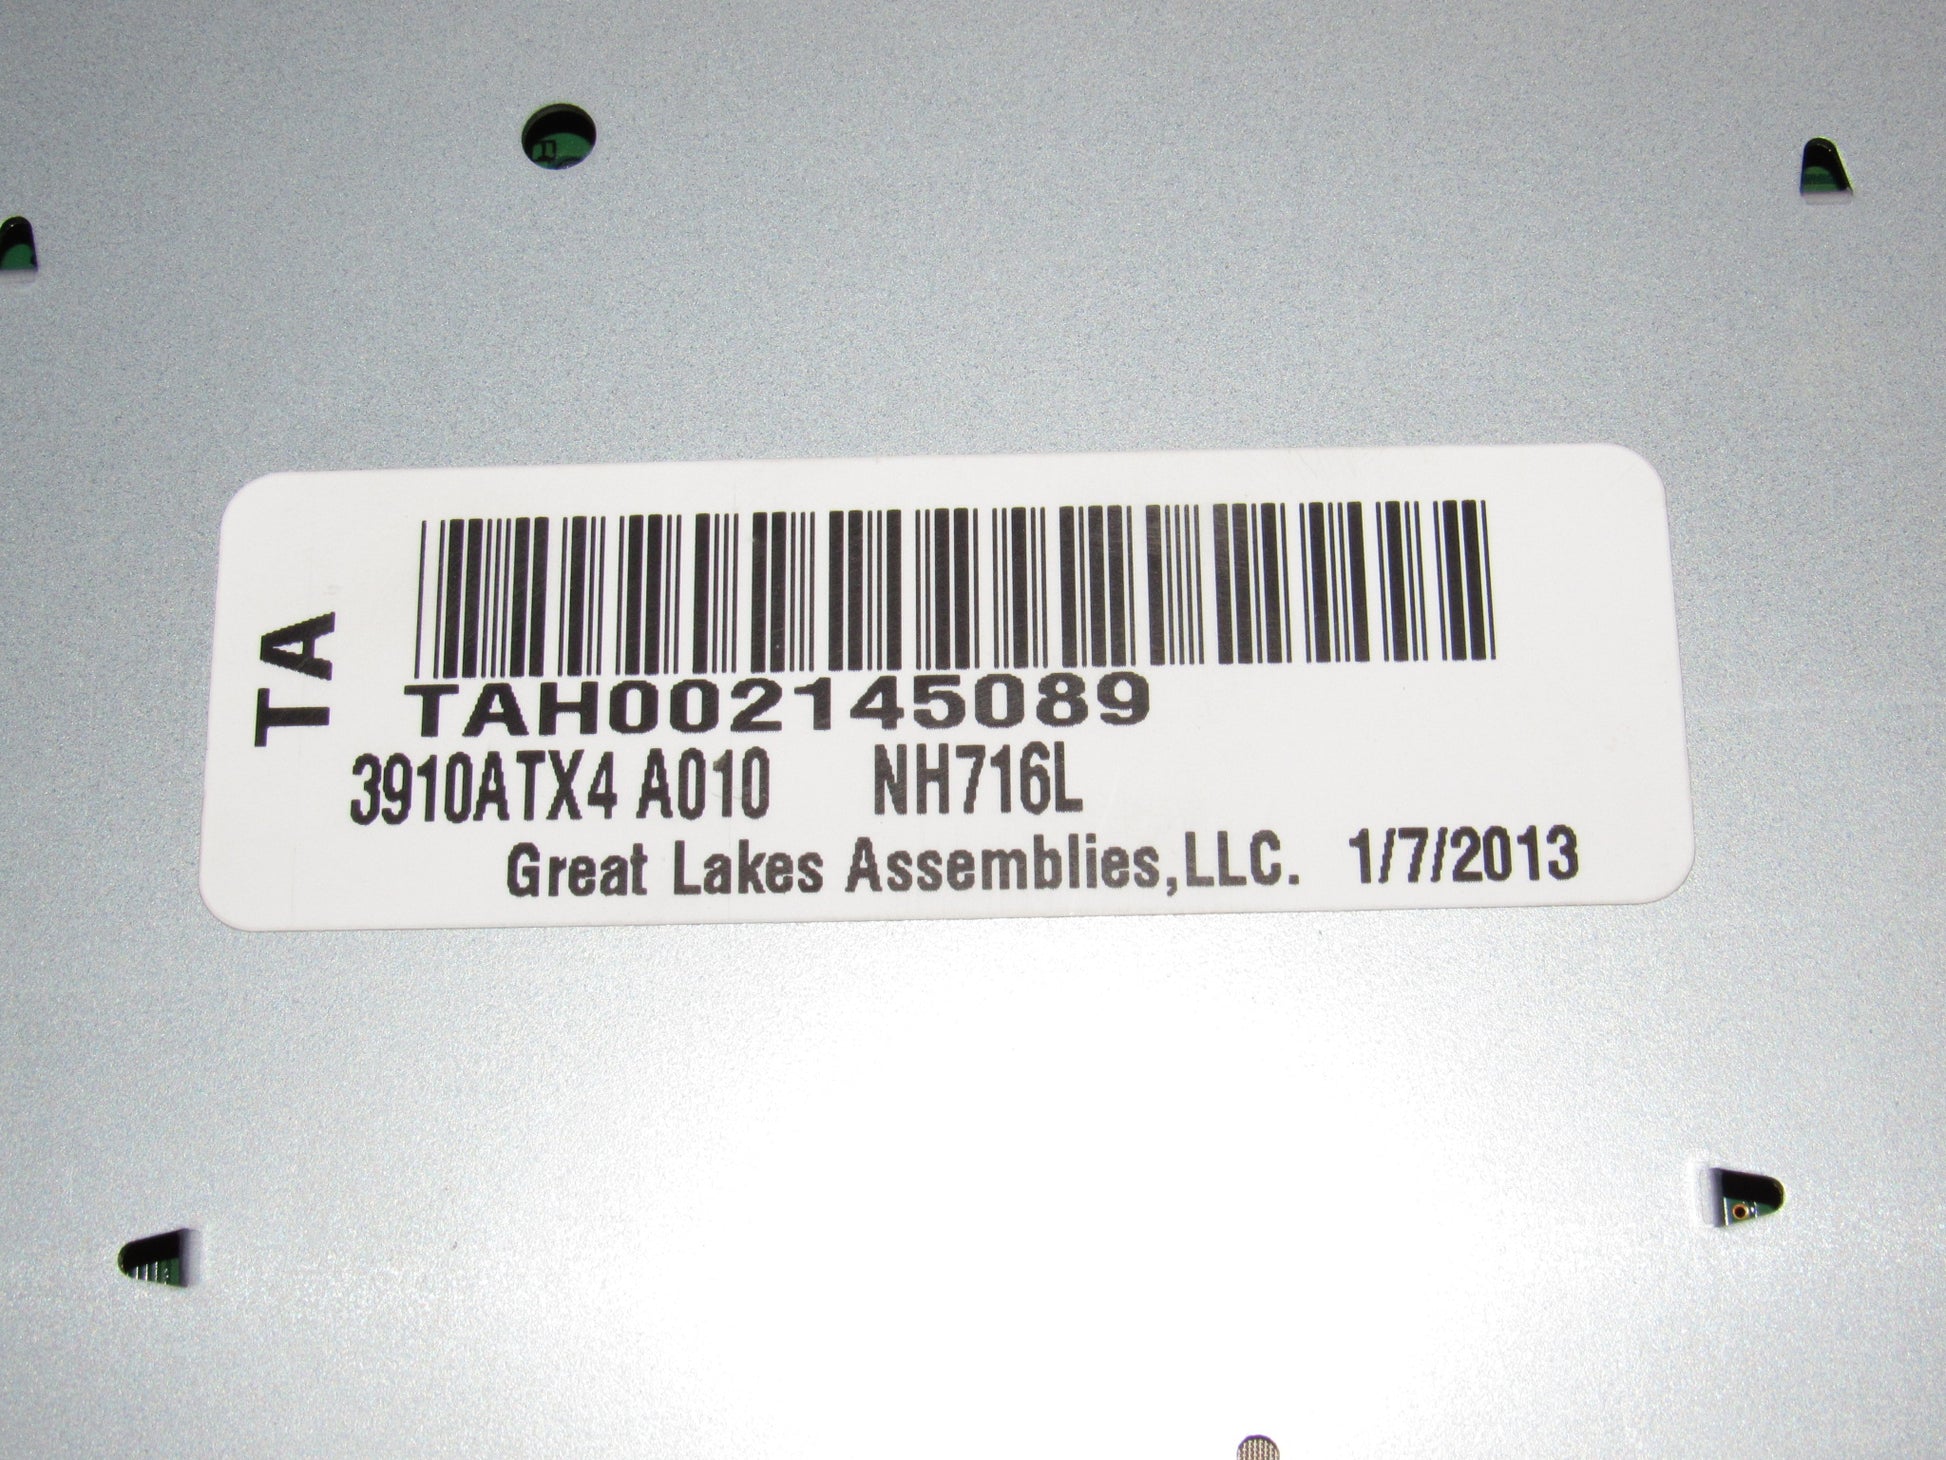 TA
TAH002145089
3910ATX4 A010 NH716L
Great Lakes Assemblies,LLC. 1/7/2013